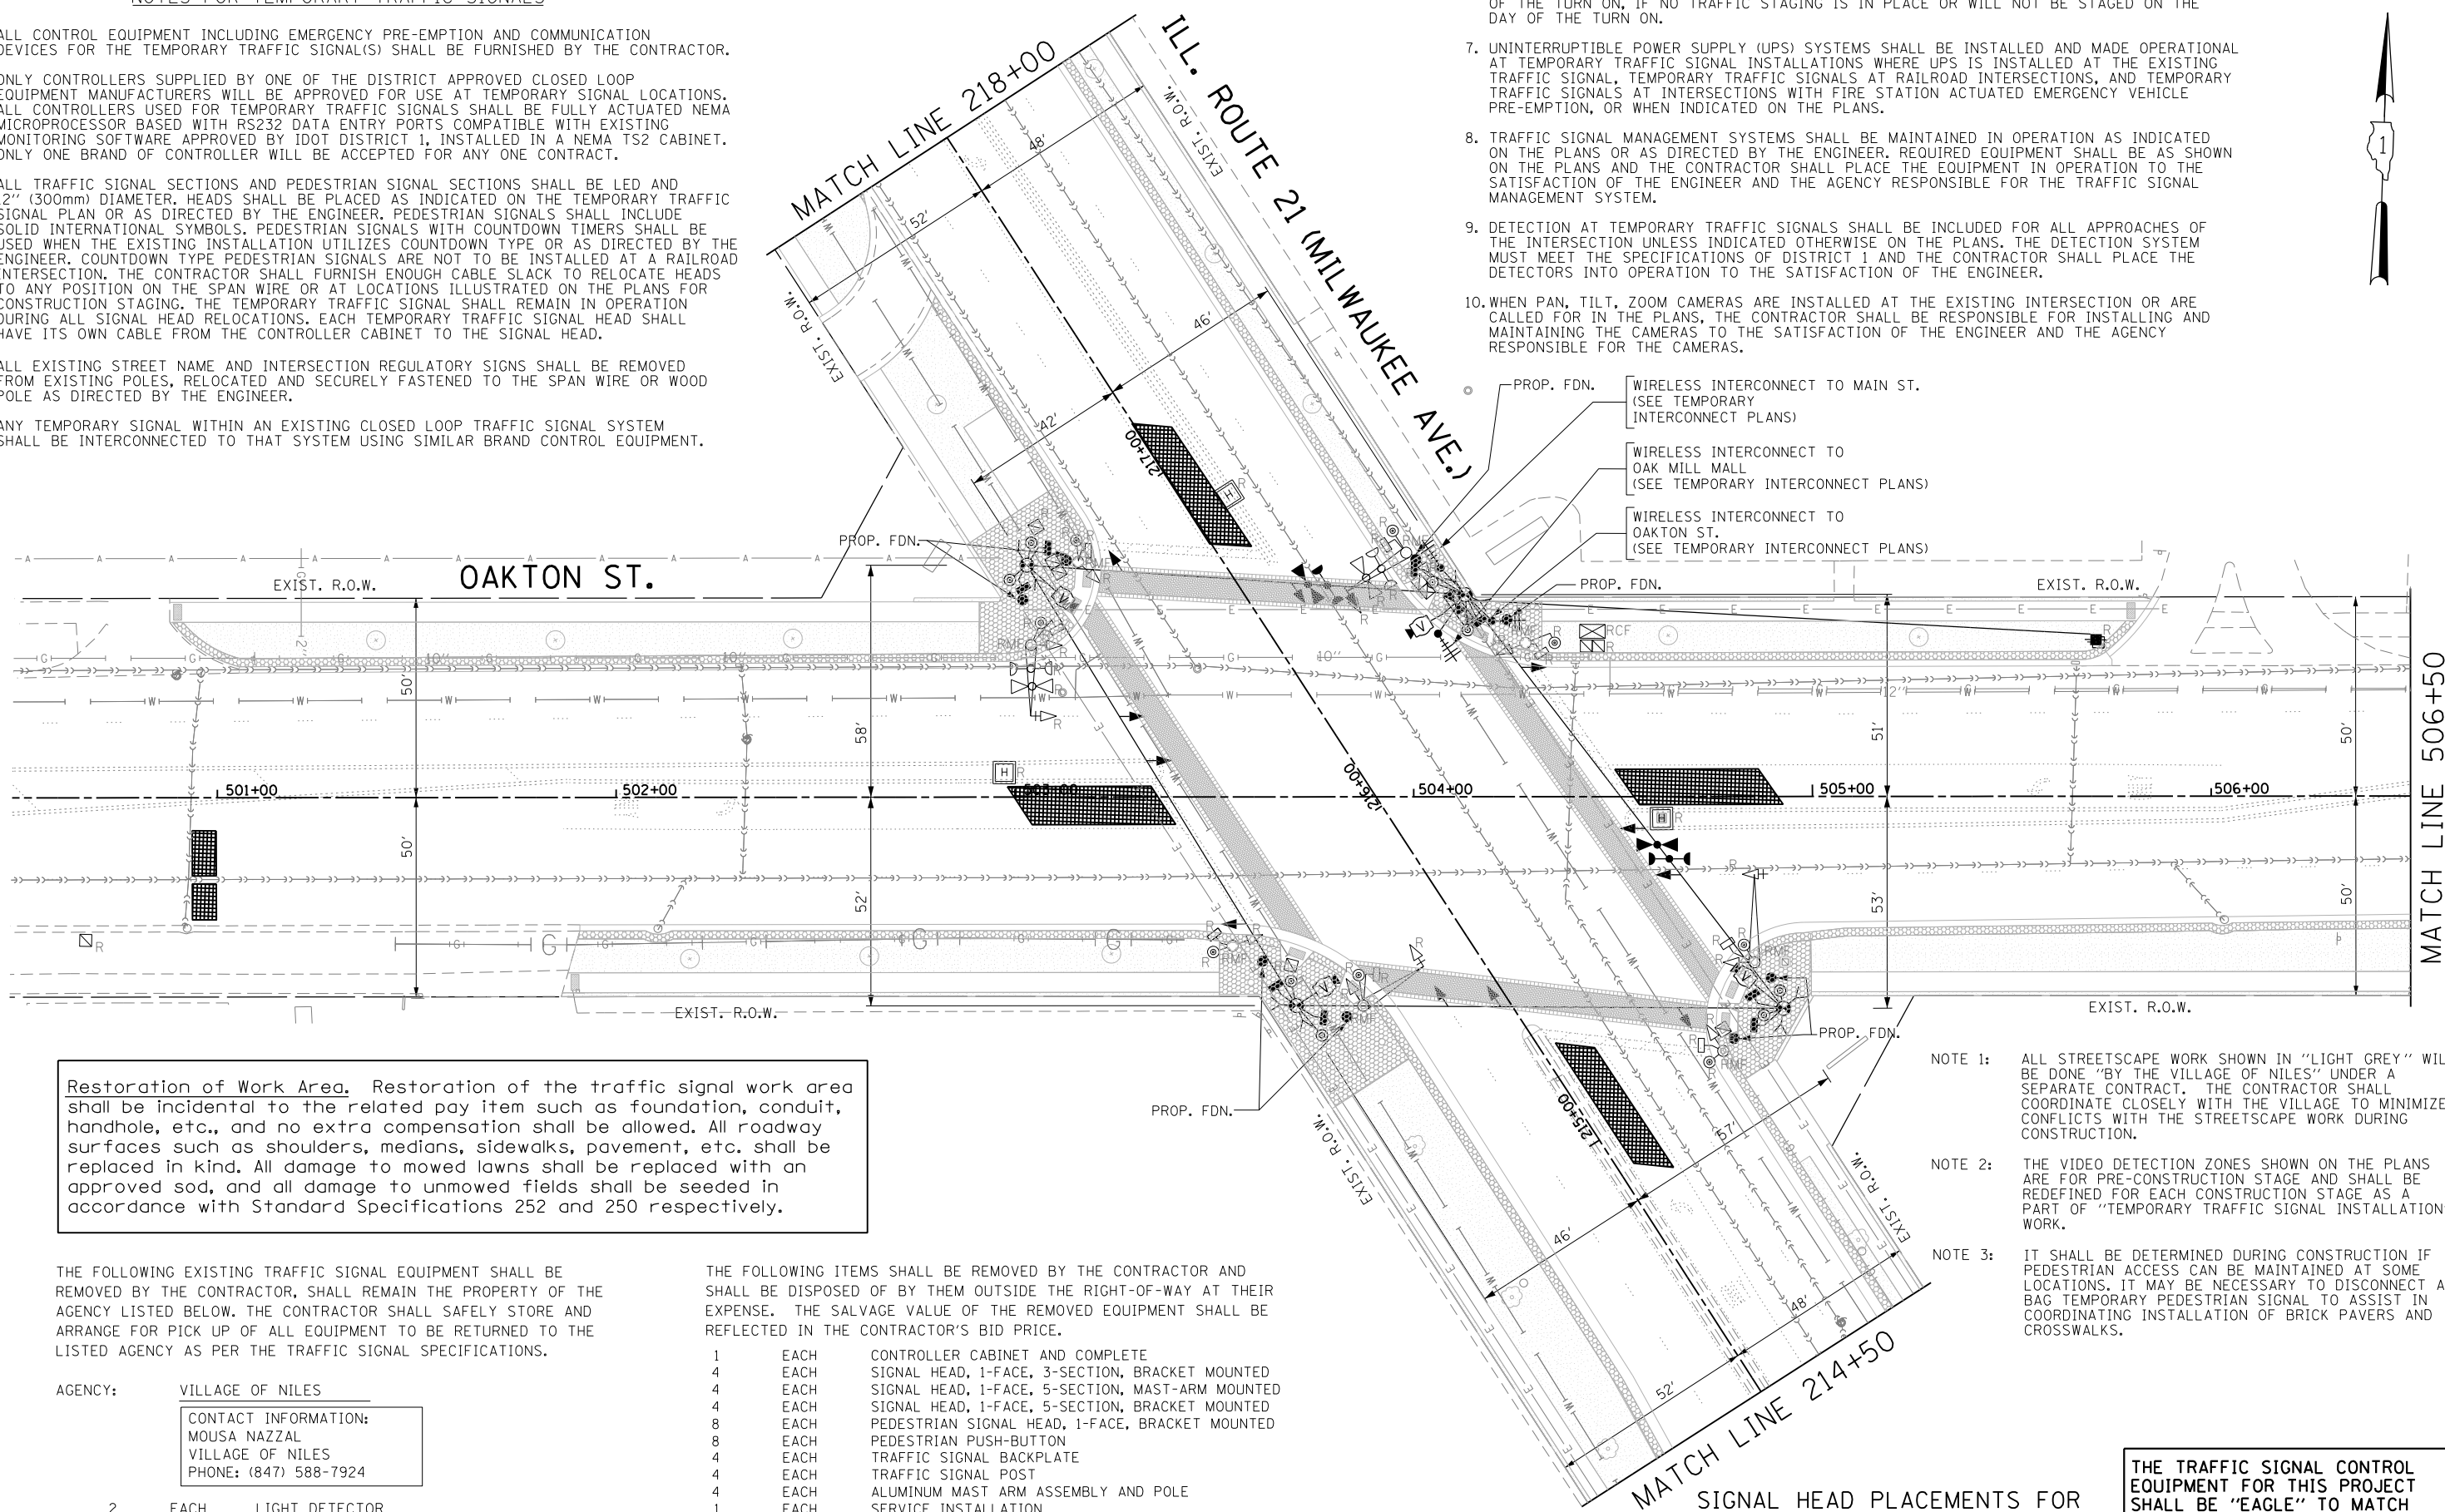 NOTES FOR TEMPORARY TRAFFIC SIGNALS
ALL CONTROL EQUIPMENT INCLUDING EMERGENCY PRE-EMPTION AND COMMUNICATION
DEVICES FOR THE TEMPORARY TRAFFIC SIGNAL(S) SHALL BE FURNISHED BY THE CONTRACTOR.
ONLY CONTROLLERS SUPPLIED BY ONE OF THE DISTRICT APPROVED CLOSED LOOP
EQUIPMENT MANUFACTURERS WILL BE APPROVED FOR USE AT TEMPORARY SIGNAL LOCATIONS.
ALL CONTROLLERS USED FOR TEMPORARY TRAFFIC SIGNALS SHALL BE FULLY ACTUATED NEMA
MICROPROCESSOR BASED WITH RS232 DATA ENTRY PORTS COMPATIBLE WITH EXISTING
MONITORING SOFTWARE APPROVED BY IDOT DISTRICT 1, INSTALLED IN A NEMA TS2 CABINET.
ONLY ONE BRAND OF CONTROLLER WILL BE ACCEPTED FOR ANY ONE CONTRACT.
ALL TRAFFIC SIGNAL SECTIONS AND PEDESTRIAN SIGNAL SECTIONS SHALL BE LED AND
12" (300mm) DIAMETER. HEADS SHALL BE PLACED AS INDICATED ON THE TEMPORARY TRAFFIC
SIGNAL PLAN OR AS DIRECTED BY THE ENGINEER. PEDESTRIAN SIGNALS SHALL INCLUDE
SOLID INTERNATIONAL SYMBOLS. PEDESTRIAN SIGNALS WITH COUNTDOWN TIMERS SHALL BE
USED WHEN THE EXISTING INSTALLATION UTILIZES COUNTDOWN TYPE OR AS DIRECTED BY THE
ENGINEER. COUNTDOWN TYPE PEDESTRIAN SIGNALS ARE NOT TO BE INSTALLED AT A RAILROAD
INTERSECTION. THE CONTRACTOR SHALL FURNISH ENOUGH CABLE SLACK TO RELOCATE HEADS
TO ANY POSITION ON THE SPAN WIRE OR AT LOCATIONS ILLUSTRATED ON THE PLANS FOR
CONSTRUCTION STAGING. THE TEMPORARY TRAFFIC SIGNAL SHALL REMAIN IN OPERATION
DURING ALL SIGNAL HEAD RELOCATIONS. EACH TEMPORARY TRAFFIC SIGNAL HEAD SHALL
HAVE ITS OWN CABLE FROM THE CONTROLLER CABINET TO THE SIGNAL HEAD.
ALL EXISTING STREET NAME AND INTERSECTION REGULATORY SIGNS SHALL BE REMOVED
FROM EXISTING POLES, RELOCATED AND SECURELY FASTENED TO THE SPAN WIRE OR WOOD
POLE AS DIRECTED BY THE ENGINEER.
ANY TEMPORARY SIGNAL WITHIN AN EXISTING CLOSED LOOP TRAFFIC SIGNAL SYSTEM
SHALL BE INTERCONNECTED TO THAT SYSTEM USING SIMILAR BRAND CONTROL EQUIPMENT.
OF THE TURN ON, IF NO TRAFFIC STAGING IS IN PLACE OR WILL NOT BE STAGED ON THE
DAY OF THE TURN ON.
7. UNINTERRUPTIBLE POWER SUPPLY (UPS) SYSTEMS SHALL BE INSTALLED AND MADE OPERATIONAL
AT TEMPORARY TRAFFIC SIGNAL INSTALLATIONS WHERE UPS IS INSTALLED AT THE EXISTING
TRAFFIC SIGNAL, TEMPORARY TRAFFIC SIGNALS AT RAILROAD INTERSECTIONS, AND TEMPORARY
TRAFFIC SIGNALS AT INTERSECTIONS WITH FIRE STATION ACTUATED EMERGENCY VEHICLE
PRE-EMPTION, OR WHEN INDICATED ON THE PLANS.
8. TRAFFIC SIGNAL MANAGEMENT SYSTEMS SHALL BE MAINTAINED IN OPERATION AS INDICATED
ON THE PLANS OR AS DIRECTED BY THE ENGINEER. REQUIRED EQUIPMENT SHALL BE AS SHOWN
ON THE PLANS AND THE CONTRACTOR SHALL PLACE THE EQUIPMENT IN OPERATION TO THE
SATISFACTION OF THE ENGINEER AND THE AGENCY RESPONSIBLE FOR THE TRAFFIC SIGNAL
MANAGEMENT SYSTEM.
9. DETECTION AT TEMPORARY TRAFFIC SIGNALS SHALL BE INCLUDED FOR ALL APPROACHES OF
THE INTERSECTION UNLESS INDICATED OTHERWISE ON THE PLANS. THE DETECTION SYSTEM
MUST MEET THE SPECIFICATIONS OF DISTRICT 1 AND THE CONTRACTOR SHALL PLACE THE
DETECTORS INTO OPERATION TO THE SATISFACTION OF THE ENGINEER.
10. WHEN PAN, TILT, ZOOM CAMERAS ARE INSTALLED AT THE EXISTING INTERSECTION OR ARE
CALLED FOR IN THE PLANS, THE CONTRACTOR SHALL BE RESPONSIBLE FOR INSTALLING AND
MAINTAINING THE CAMERAS TO THE SATISFACTION OF THE ENGINEER AND THE AGENCY
RESPONSIBLE FOR THE CAMERAS.
1
MATCH LINE 218+00
ILL. ROUTE 21 (MILWAUKEE AVE.)
EXIST. R.O.W.
EXIST. R.O.W.
48'
52'
46'
42'
217+00
PROP. FDN.
WIRELESS INTERCONNECT TO MAIN ST.
(SEE TEMPORARY
INTERCONNECT PLANS)
WIRELESS INTERCONNECT TO
OAK MILL MALL
(SEE TEMPORARY INTERCONNECT PLANS)
WIRELESS INTERCONNECT TO
OAKTON ST.
(SEE TEMPORARY INTERCONNECT PLANS)
PROP. FDN.
PROP. FDN.
EXIST. R.O.W.
OAKTON ST.
EXIST. R.O.W.
RCF
50'
58'
51'
50'
501+00
502+00
503+00
216+00
504+00
505+00
506+00
50'
52'
53'
50'
MATCH LINE 506+50
EXIST. R.O.W.
EXIST. R.O.W.
PROP. FDN.
PROP. FDN.
215+00
57'
46'
48'
52'
EXIST. R.O.W.
EXIST. R.O.W.
EXIST. R.O.W.
MATCH LINE 214+50
Restoration of Work Area. Restoration of the traffic signal work area
shall be incidental to the related pay item such as foundation, conduit,
handhole, etc., and no extra compensation shall be allowed. All roadway
surfaces such as shoulders, medians, sidewalks, pavement, etc. shall be
replaced in kind. All damage to mowed lawns shall be replaced with an
approved sod, and all damage to unmowed fields shall be seeded in
accordance with Standard Specifications 252 and 250 respectively.
NOTE 1: ALL STREETSCAPE WORK SHOWN IN "LIGHT GREY" WIL
BE DONE "BY THE VILLAGE OF NILES" UNDER A
SEPARATE CONTRACT. THE CONTRACTOR SHALL
COORDINATE CLOSELY WITH THE VILLAGE TO MINIMIZE
CONFLICTS WITH THE STREETSCAPE WORK DURING
CONSTRUCTION.
NOTE 2: THE VIDEO DETECTION ZONES SHOWN ON THE PLANS
ARE FOR PRE-CONSTRUCTION STAGE AND SHALL BE
REDEFINED FOR EACH CONSTRUCTION STAGE AS A
PART OF "TEMPORARY TRAFFIC SIGNAL INSTALLATION
WORK.
NOTE 3: IT SHALL BE DETERMINED DURING CONSTRUCTION IF
PEDESTRIAN ACCESS CAN BE MAINTAINED AT SOME
LOCATIONS. IT MAY BE NECESSARY TO DISCONNECT A
BAG TEMPORARY PEDESTRIAN SIGNAL TO ASSIST IN
COORDINATING INSTALLATION OF BRICK PAVERS AND
CROSSWALKS.
THE FOLLOWING EXISTING TRAFFIC SIGNAL EQUIPMENT SHALL BE
REMOVED BY THE CONTRACTOR, SHALL REMAIN THE PROPERTY OF THE
AGENCY LISTED BELOW. THE CONTRACTOR SHALL SAFELY STORE AND
ARRANGE FOR PICK UP OF ALL EQUIPMENT TO BE RETURNED TO THE
LISTED AGENCY AS PER THE TRAFFIC SIGNAL SPECIFICATIONS.
AGENCY: VILLAGE OF NILES
CONTACT INFORMATION:
MOUSA NAZZAL
VILLAGE OF NILES
PHONE: (847) 588-7924
2 EACH LIGHT DETECTOR
THE FOLLOWING ITEMS SHALL BE REMOVED BY THE CONTRACTOR AND
SHALL BE DISPOSED OF BY THEM OUTSIDE THE RIGHT-OF-WAY AT THEIR
EXPENSE. THE SALVAGE VALUE OF THE REMOVED EQUIPMENT SHALL BE
REFLECTED IN THE CONTRACTOR'S BID PRICE.
1 EACH CONTROLLER CABINET AND COMPLETE
4 EACH SIGNAL HEAD, 1-FACE, 3-SECTION, BRACKET MOUNTED
4 EACH SIGNAL HEAD, 1-FACE, 5-SECTION, MAST-ARM MOUNTED
4 EACH SIGNAL HEAD, 1-FACE, 5-SECTION, BRACKET MOUNTED
8 EACH PEDESTRIAN SIGNAL HEAD, 1-FACE, BRACKET MOUNTED
8 EACH PEDESTRIAN PUSH-BUTTON
4 EACH TRAFFIC SIGNAL BACKPLATE
4 EACH TRAFFIC SIGNAL POST
4 EACH ALUMINUM MAST ARM ASSEMBLY AND POLE
1 EACH SERVICE INSTALLATION
SIGNAL HEAD PLACEMENTS FOR
THE TRAFFIC SIGNAL CONTROL
EQUIPMENT FOR THIS PROJECT
SHALL BE "EAGLE" TO MATCH